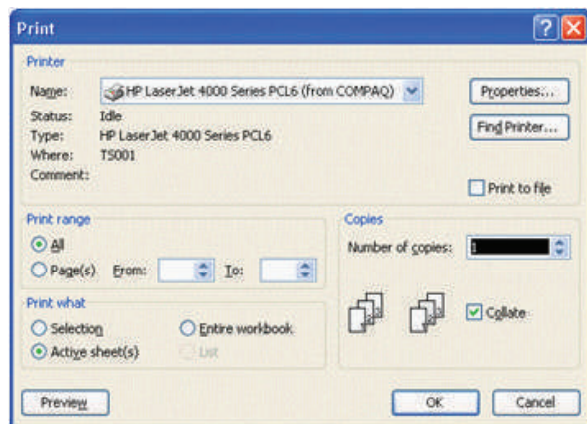 Print
Printer
Name: HP LaserJet 4000 Series PCL6 (from COMPAQ)
Properties...
Status: Idle
Find Printer...
Type: HP LaserJet 4000 Series PCL6
Where: TS001
Comment:
Print to file
Print range
All
Page(s) From: To:
Copies
Number of copies: 1
Collate
Print what
Selection Entire workbook
Active sheet(s) List
Preview OK Cancel